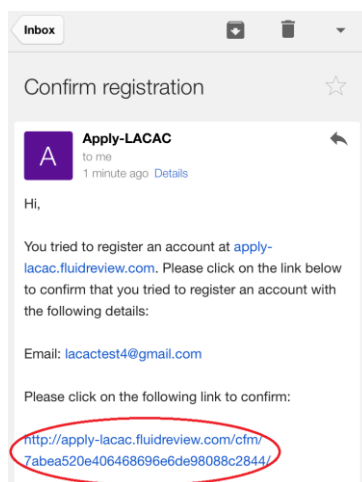 Inbox
Confirm registration
A
Apply-LACAC
to me
1 minute ago Details
Hi,
You tried to register an account at apply-
lacac.fluidreview.com. Please click on the link below
to confirm that you tried to register an account with
the following details:
Email: lacactest4@gmail.com
Please click on the following link to confirm:
http://apply-lacac.fluidreview.com/cfm/
7abea520e406468696e6de98088c2844/